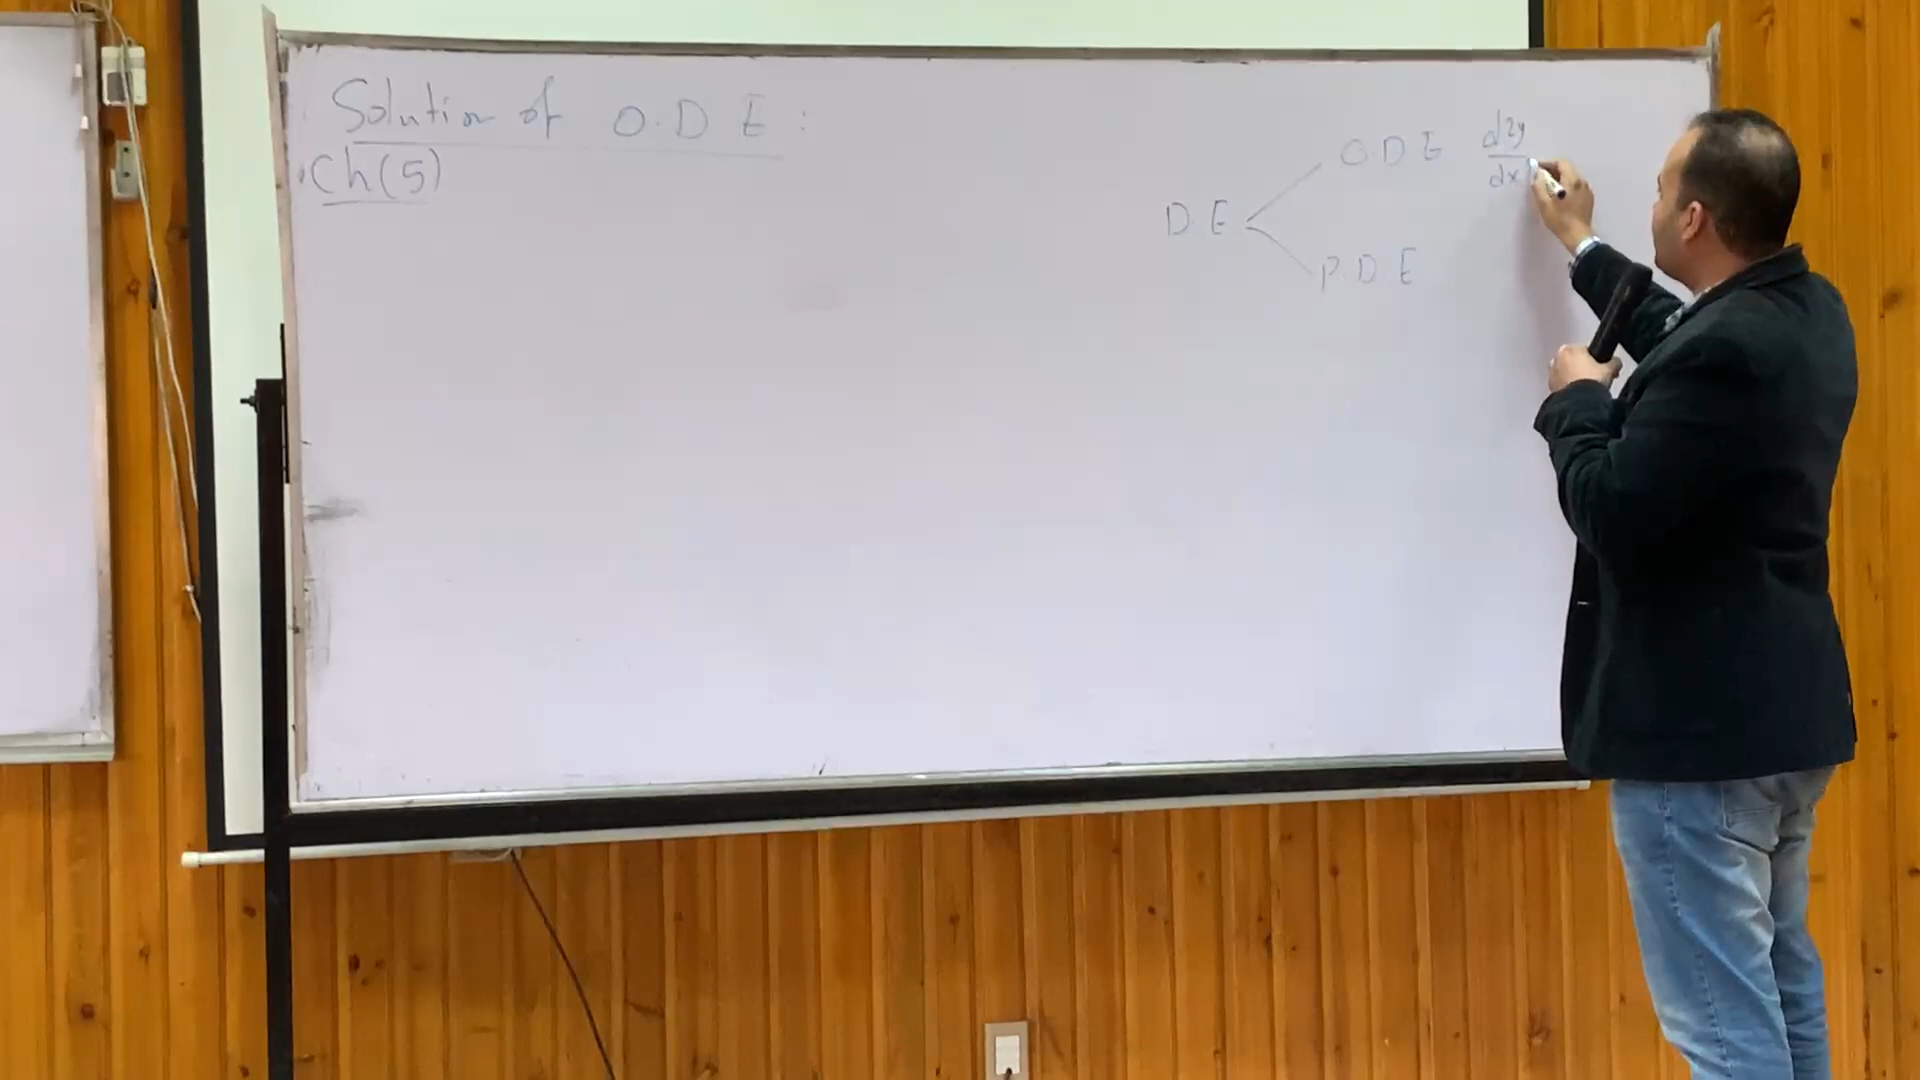 Solution of O.D E :
Ch(5)
D.E
O D E d2y
dx
P.D E